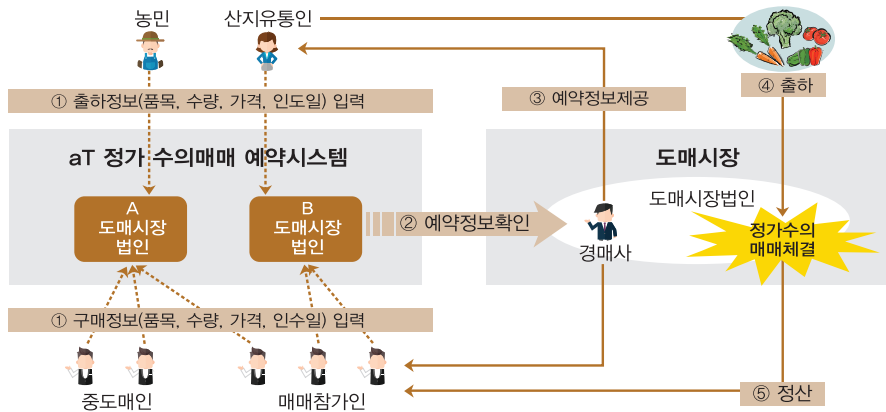 농민
산지유통인
① 출하정보(품목, 수량, 가격, 인도일) 입력
③ 예약정보제공
④ 출하
aT 정가 수의매매 예약시스템
도매시장
A
도매시장
법인
B
도매시장
법인
② 예약정보확인
도매시장법인
경매사
정가수의
매매체결
① 구매정보(품목, 수량, 가격, 인수일) 입력
중도매인
매매참가인
⑤ 정산